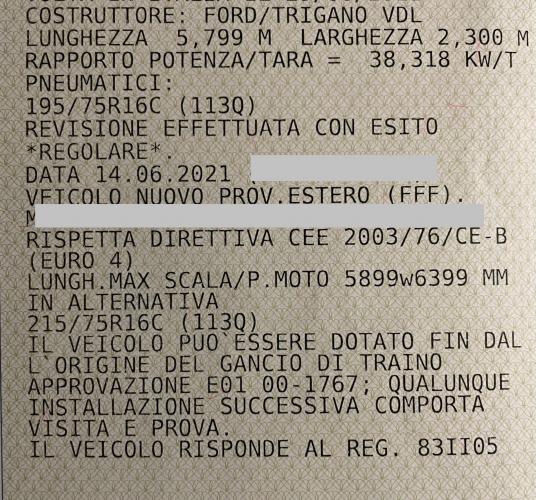 COSTRUTTORE: FORD/TRIGANO VDL
LUNGHEZZA 5,799 M LARGHEZZA 2,300 M
RAPPORTO POTENZA/TARA = 38,318 KW/T
PNEUMATICI:
195/75R16C (113Q)
REVISIONE EFFETTUATA CON ESITO
*REGOLARE*.
DATA 14.06.2021
VEICOLO NUOVO PROV.ESTERO (FFF).
RISPETTA DIRETTIVA CEE 2003/76/CE-B
(EURO 4)
LUNGH.MAX SCALA/P.MOTO 5899w6399 MM
IN ALTERNATIVA
215/75R16C (113Q)
IL VEICOLO PUO`ESSERE DOTATO FIN DAL
L`ORIGINE DEL GANCIO DI TRAINO
APPROVAZIONE E01 00-1767; QUALUNQUE
INSTALLAZIONE SUCCESSIVA COMPORTA
VISITA E PROVA.
IL VEICOLO RISPONDE AL REG. 83II05